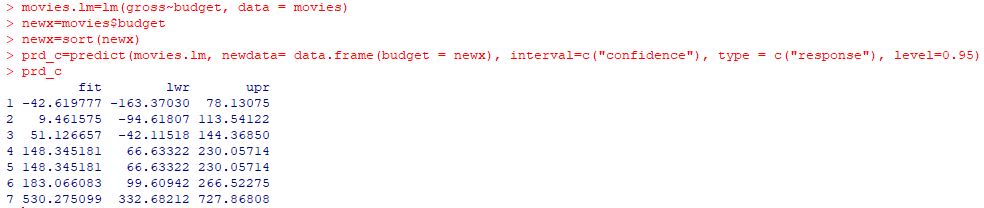 > movies.lm=lm(gross~budget, data = movies)
> newx=movies$budget
> newx=sort(newx)
> prd_c=predict(movies.lm, newdata= data.frame(budget = newx), interval=c("confidence"), type = c("response"), level=0.95)
> prd_c
         fit        lwr       upr
1 -42.619777 -163.37030  78.13075
2   9.461575  -94.61807 113.54122
3  51.126657  -42.11518 144.36850
4 148.345181   66.63322 230.05714
5 148.345181   66.63322 230.05714
6 183.066083   99.60942 266.52275
7 530.275099  332.68212 727.86808